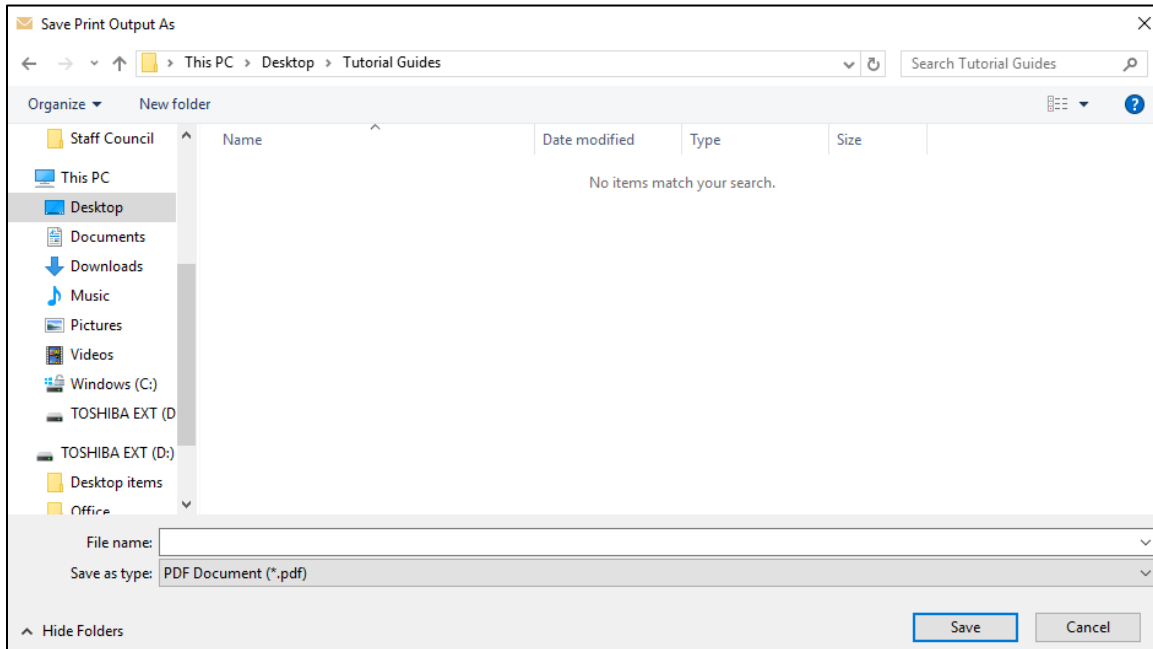 Save Print Output As
This PC > Desktop > Tutorial Guides
Search Tutorial Guides
Organize
New folder
Name
Date modified
Type
Size
No items match your search.
Staff Council
This PC
Desktop
Documents
Downloads
Music
Pictures
Videos
Windows (C:)
TOSHIBA EXT (D
TOSHIBA EXT (D:)
Desktop items
Office
File name:
Save as type: PDF Document (*.pdf)
Hide Folders
Save
Cancel